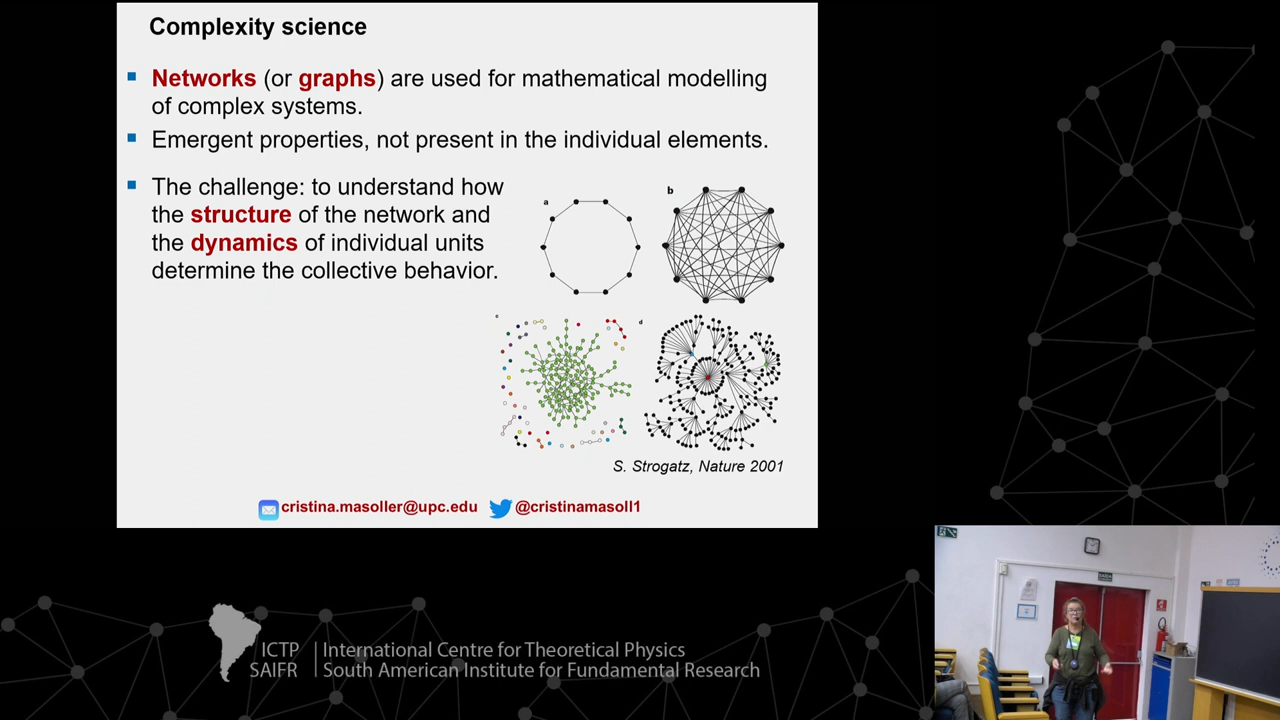 Complexity science
Networks (or graphs) are used for mathematical modelling
of complex systems.
Emergent properties, not present in the individual elements.
The challenge: to understand how
the structure of the network and
the dynamics of individual units
determine the collective behavior.
a
b
c
d
S. Strogatz, Nature 2001
cristina.masoller@upc.edu @cristinamasoll1
ICTP International Centre for Theoretical Physics
SAIFR South American Institute for Fundamental Research